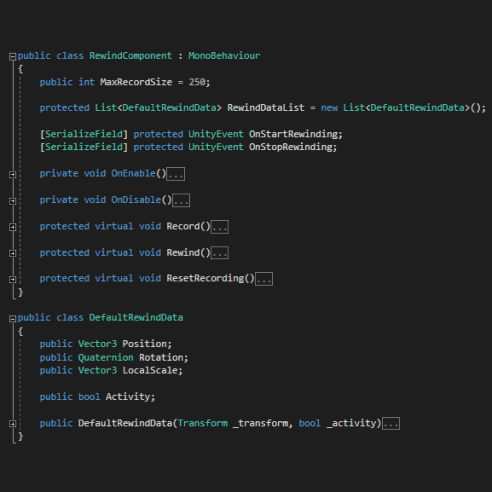 public class RewindComponent : MonoBehaviour
{
public int MaxRecordSize = 250;
protected List<DefaultRewindData> RewindDataList = new List<DefaultRewindData>();
[SerializeField] protected UnityEvent OnStartRewinding;
[SerializeField] protected UnityEvent OnStopRewinding;
private void OnEnable()...
private void OnDisable()...
protected virtual void Record()...
protected virtual void Rewind()...
protected virtual void ResetRecording()...
}
public class DefaultRewindData
{
public Vector3 Position;
public Quaternion Rotation;
public Vector3 LocalScale;
public bool Activity;
public DefaultRewindData(Transform _transform, bool _activity)...
}